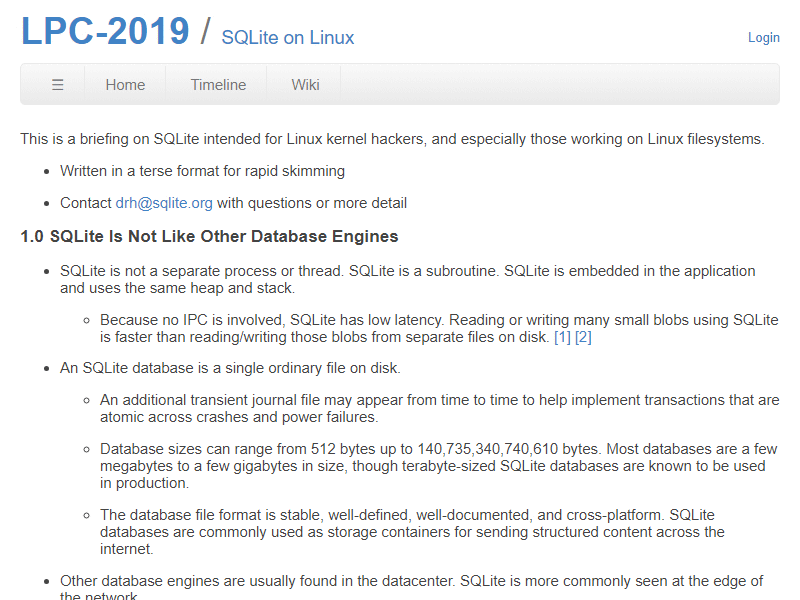 LPC-2019 / SQLite on Linux
Login
☰ Home Timeline Wiki
This is a briefing on SQLite intended for Linux kernel hackers, and especially those working on Linux filesystems.
• Written in a terse format for rapid skimming
• Contact drh@sqlite.org with questions or more detail
1.0 SQLite Is Not Like Other Database Engines
• SQLite is not a separate process or thread. SQLite is a subroutine. SQLite is embedded in the application
and uses the same heap and stack.
◦ Because no IPC is involved, SQLite has low latency. Reading or writing many small blobs using SQLite
is faster than reading/writing those blobs from separate files on disk. [1] [2]
• An SQLite database is a single ordinary file on disk.
◦ An additional transient journal file may appear from time to time to help implement transactions that are
atomic across crashes and power failures.
◦ Database sizes can range from 512 bytes up to 140,735,340,740,610 bytes. Most databases are a few
megabytes to a few gigabytes in size, though terabyte-sized SQLite databases are known to be used
in production.
◦ The database file format is stable, well-defined, well-documented, and cross-platform. SQLite
databases are commonly used as storage containers for sending structured content across the
internet.
• Other database engines are usually found in the datacenter. SQLite is more commonly seen at the edge of
the network